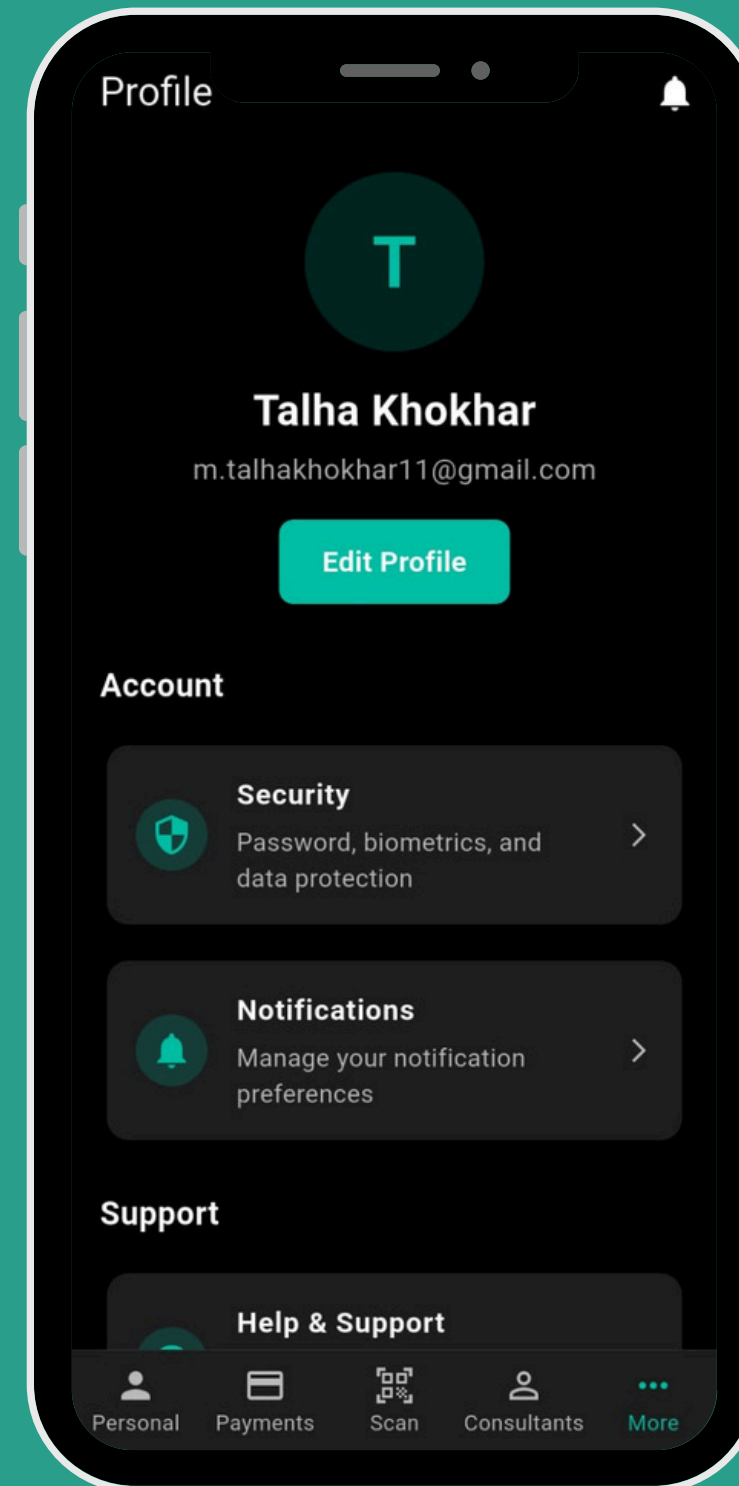 Profile
T
Talha Khokhar
m.talhakhokhar11@gmail.com
Edit Profile
Account
Security
Password, biometrics, and
data protection
Notifications
Manage your notification
preferences
Support
Help & Support
Personal Payments Scan Consultants More